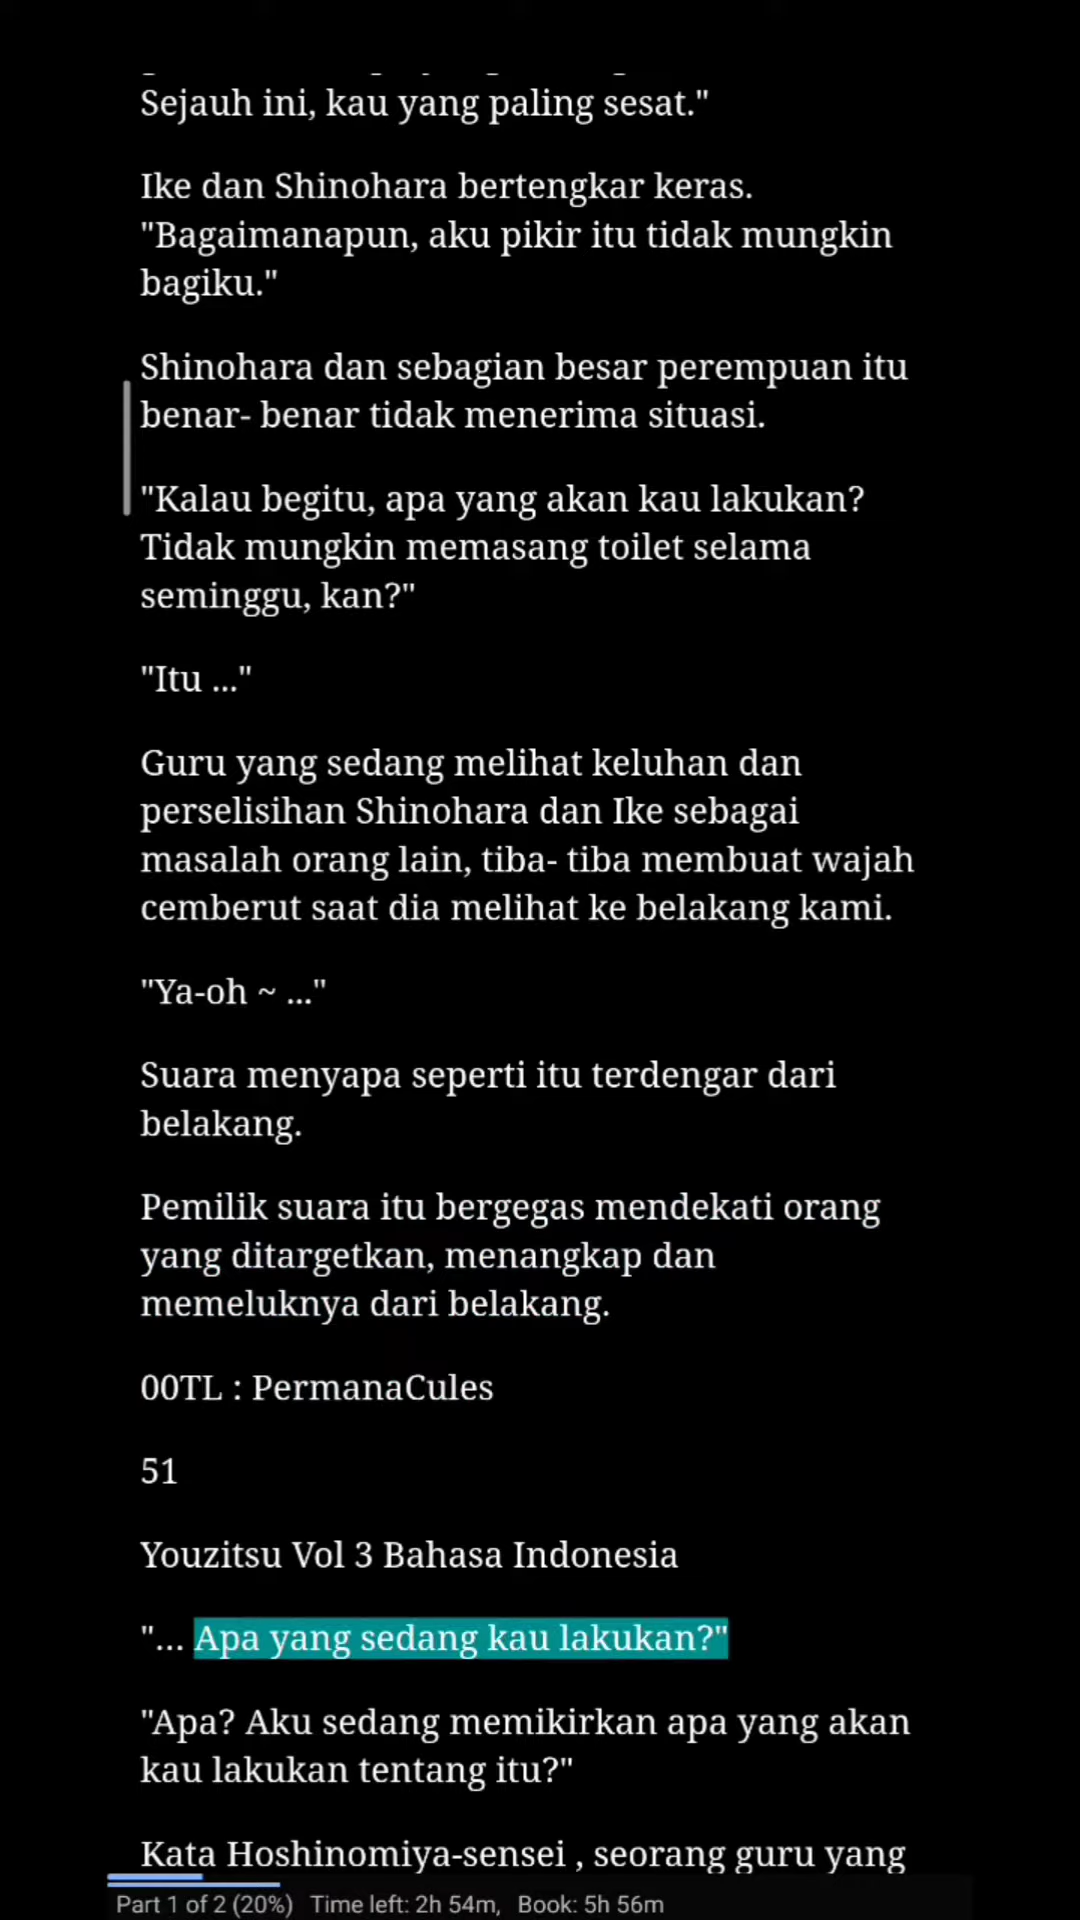 Sejauh ini, kau yang paling sesat."
Ike dan Shinohara bertengkar keras.
"Bagaimanapun, aku pikir itu tidak mungkin
bagiku."
Shinohara dan sebagian besar perempuan itu
benar- benar tidak menerima situasi.
"Kalau begitu, apa yang akan kau lakukan?
Tidak mungkin memasang toilet selama
seminggu, kan?"
"Itu ..."
Guru yang sedang melihat keluhan dan
perselisihan Shinohara dan Ike sebagai
masalah orang lain, tiba- tiba membuat wajah
cemberut saat dia melihat ke belakang kami.
"Ya-oh ~ ..."
Suara menyapa seperti itu terdengar dari
belakang.
Pemilik suara itu bergegas mendekati orang
yang ditargetkan, menangkap dan
memeluknya dari belakang.
00TL : PermanaCules
51
Youzitsu Vol 3 Bahasa Indonesia
"... Apa yang sedang kau lakukan?"
"Apa? Aku sedang memikirkan apa yang akan
kau lakukan tentang itu?"
Kata Hoshinomiya-sensei , seorang guru yang
Part 1 of 2 (20%) Time left: 2h 54m, Book: 5h 56m